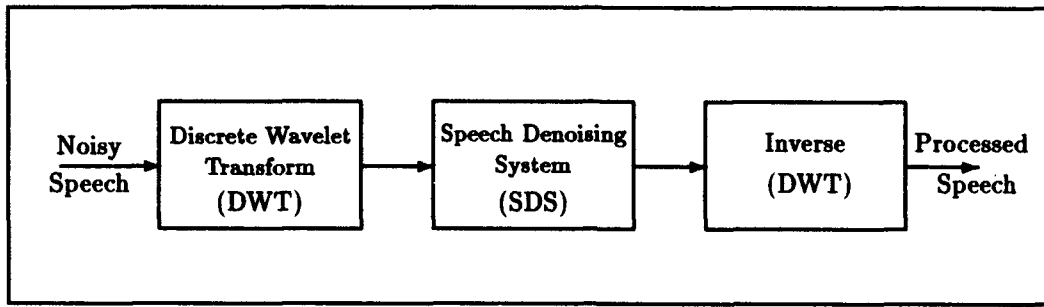 Noisy
Speech
Discrete Wavelet
Transform
(DWT)
Speech Denoising
System
(SDS)
Inverse
(DWT)
Processed
Speech